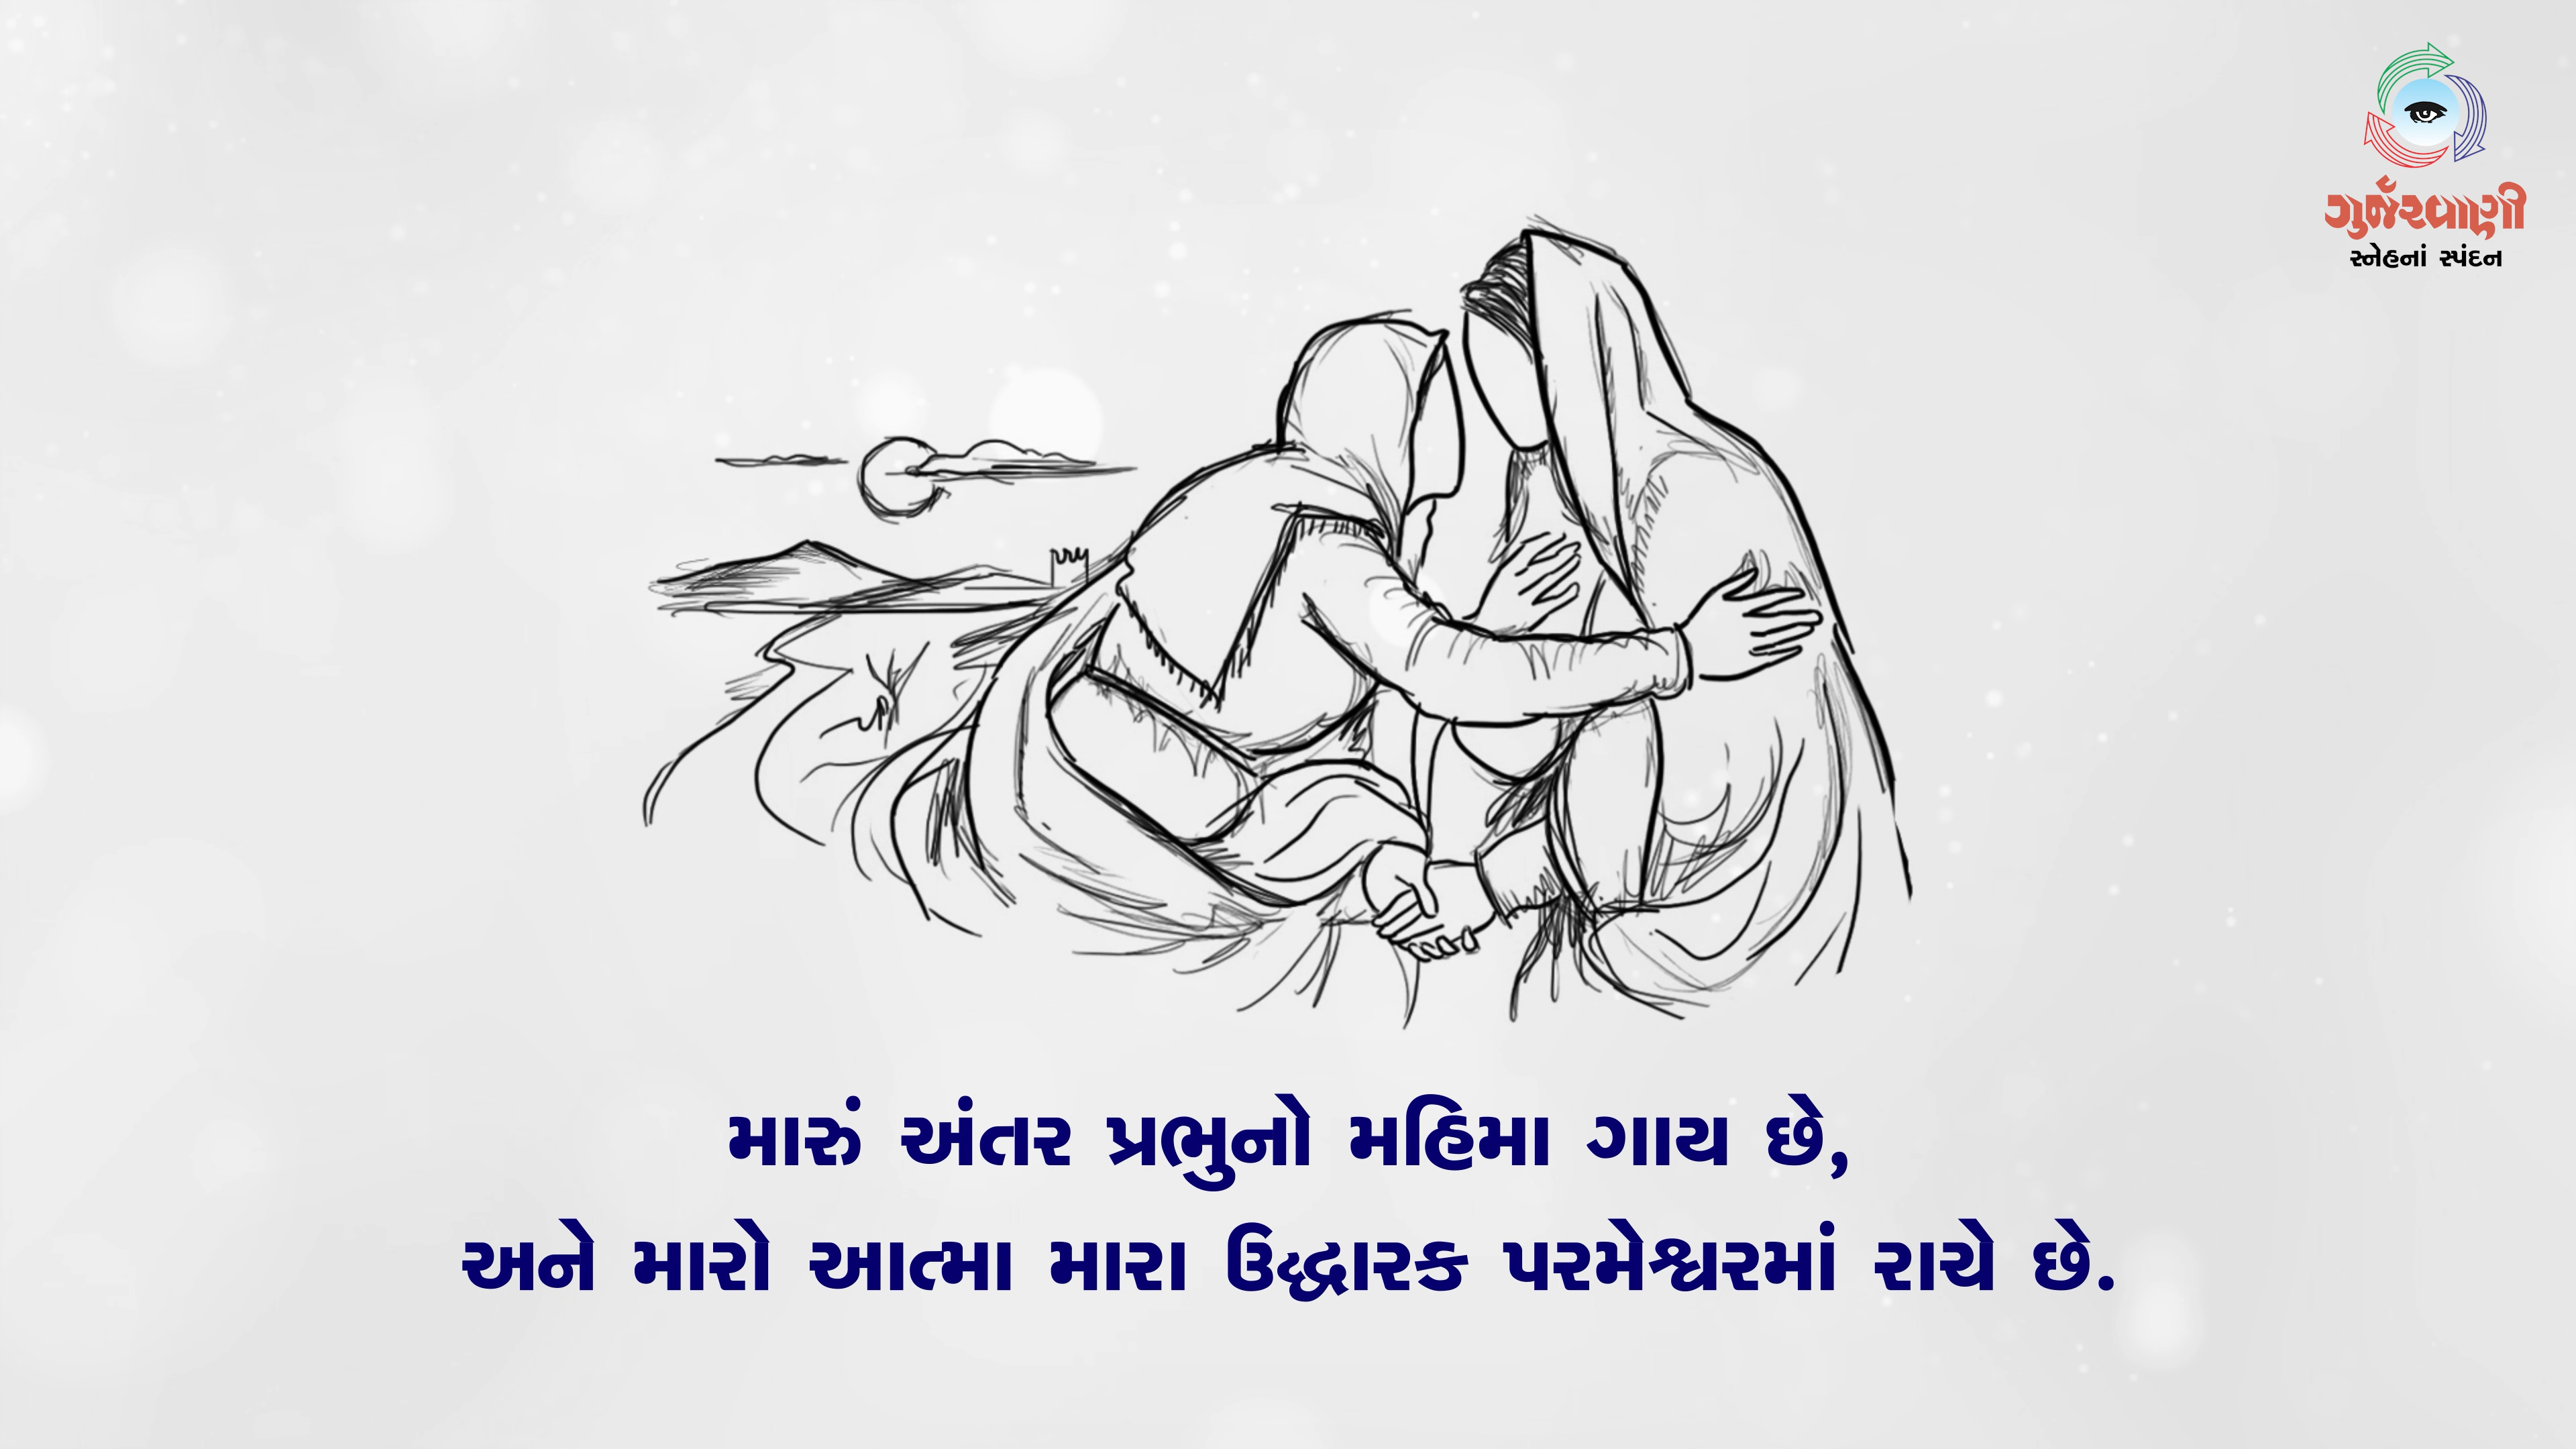 ગુર્જરવાણી
સ્નેહનાં સ્પંદન
મારું અંતર પ્રભુનો મહિમા ગાય છે,
અને મારો આત્મા મારા ઉદ્ધારક પરમેશ્વરમાં રાચે છે.